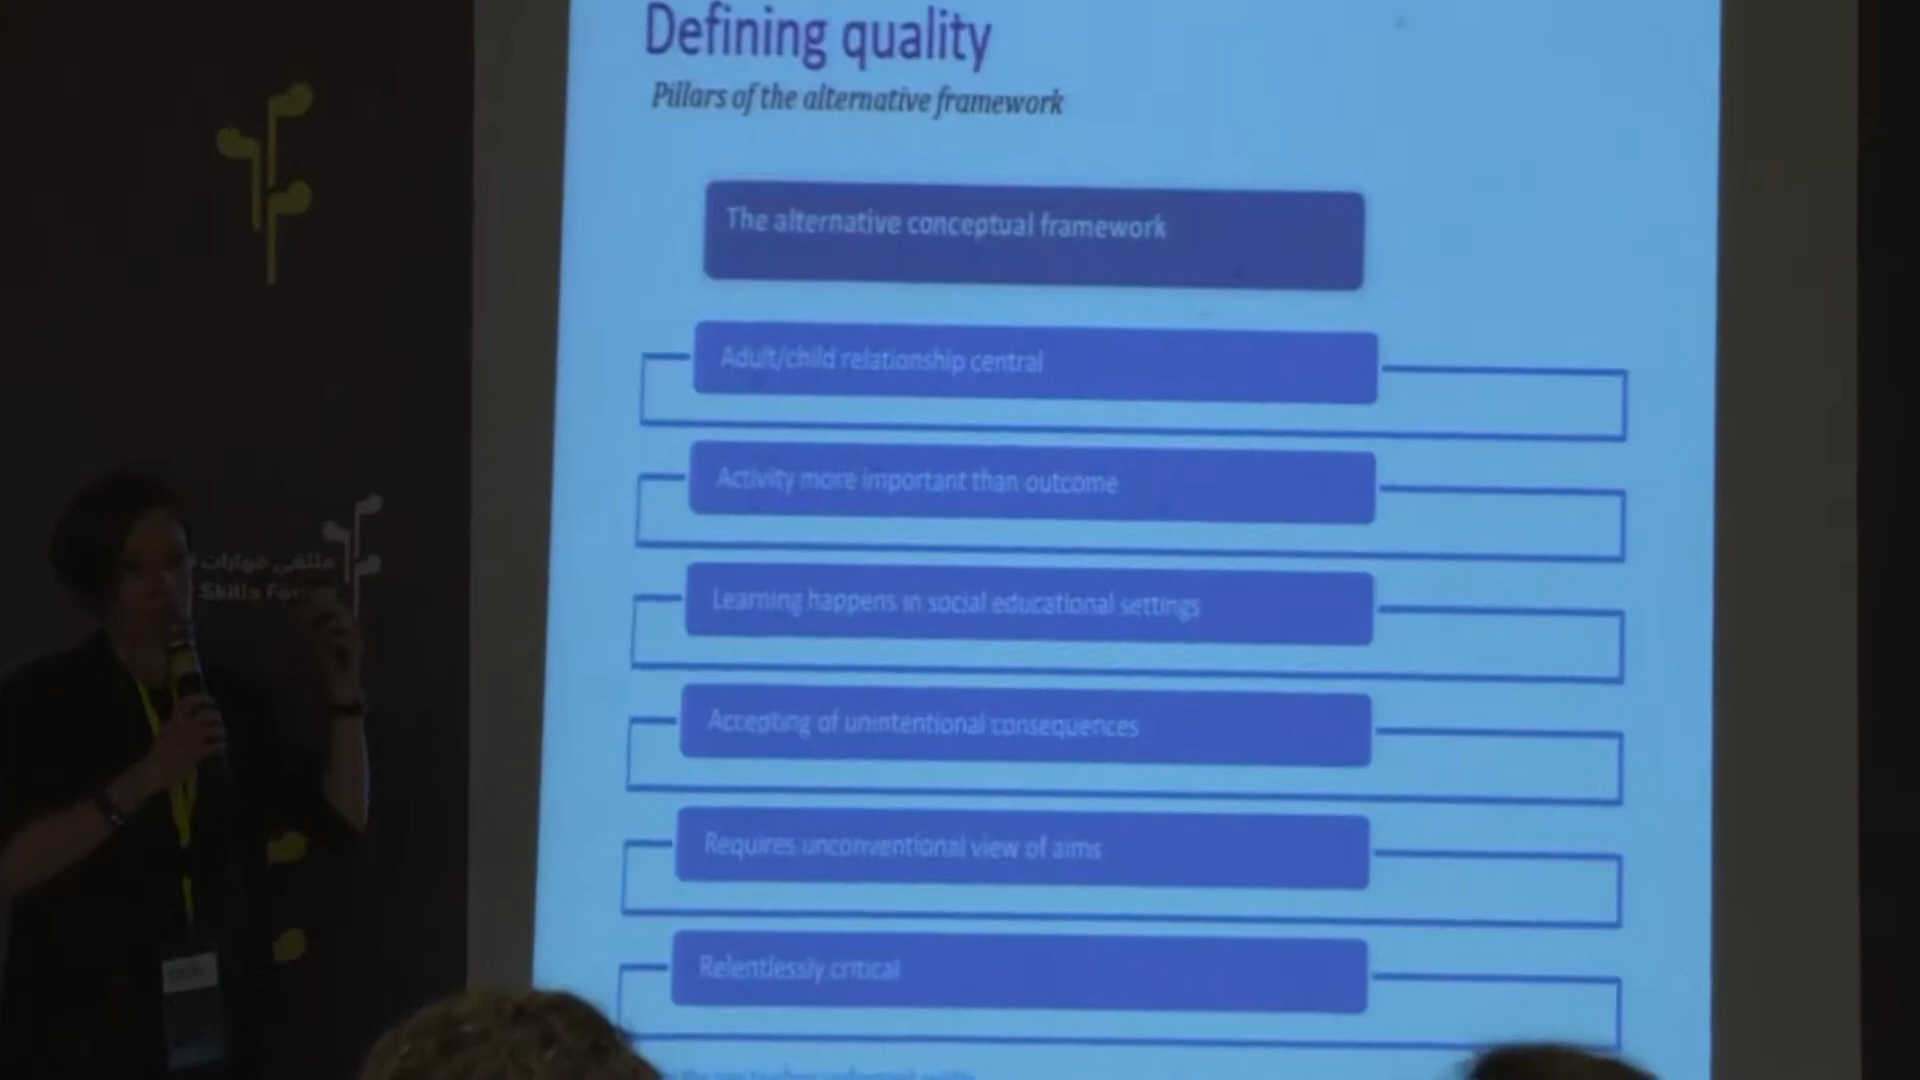 Defining quality
Pillars of the alternative framework
The alternative conceptual framework
Adult/child relationship central
Activity more important than outcome
Learning happens in social educational settings
Accepting of unintentional consequences
Requires unconventional view of aims
Relentlessly critical
ملتقى مهارات
Skills